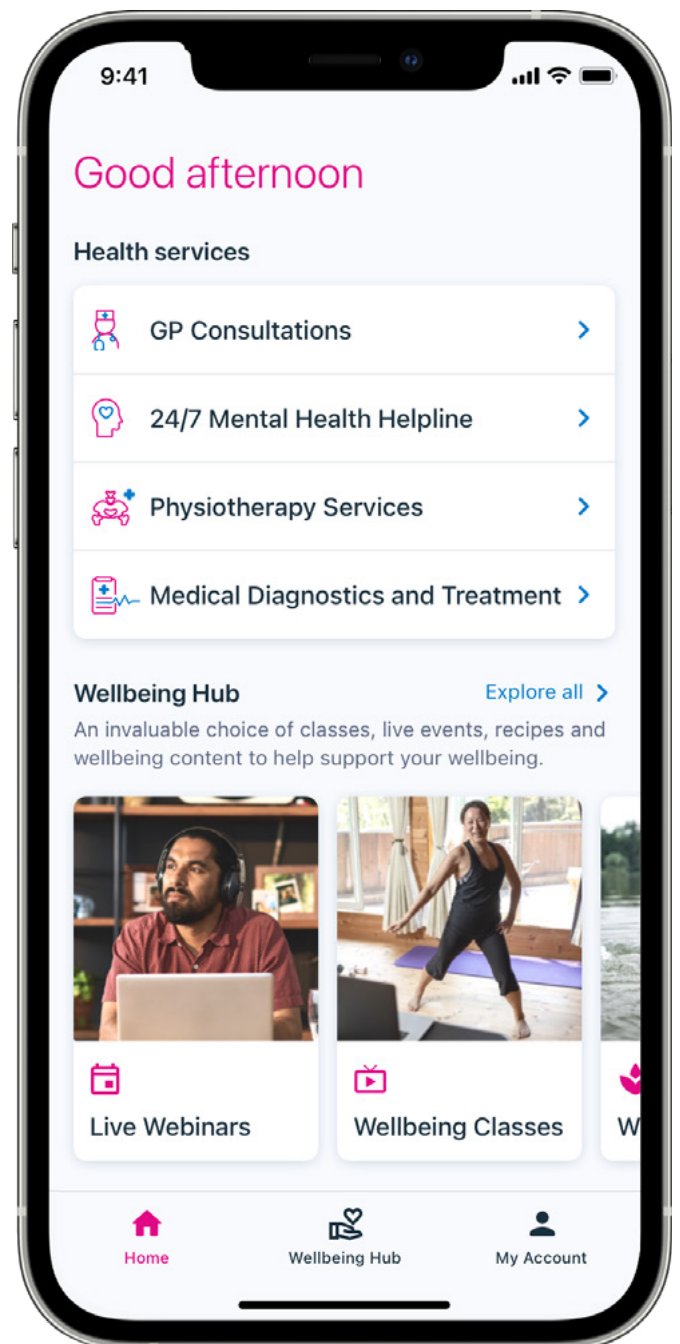 9:41
Good afternoon
Health services
GP Consultations
24/7 Mental Health Helpline
Physiotherapy Services
Medical Diagnostics and Treatment
Wellbeing Hub
Explore all
An invaluable choice of classes, live events, recipes and
wellbeing content to help support your wellbeing.
Live Webinars
Wellbeing Classes
W
Home
Wellbeing Hub
My Account